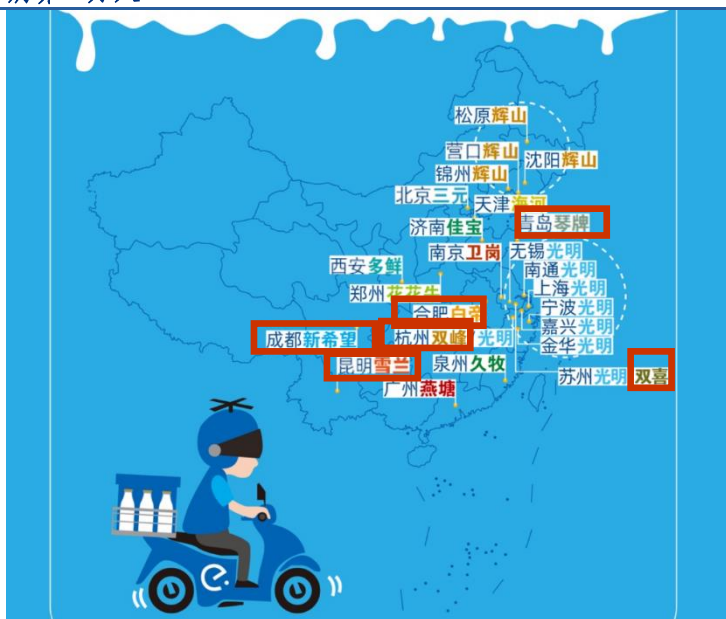 松原辉山
营口辉山 沈阳辉山
锦州辉山
北京三元 天津海河
济南佳宝 青岛琴牌
南京卫岗 无锡光明
西安多鲜 南通光明
郑州花花牛 上海光明
合肥白帝 宁波光明
成都新希望 杭州双峰 光明 嘉兴光明
金华光明
昆明雪兰 泉州久牧
苏州光明 双喜
广州燕塘
e